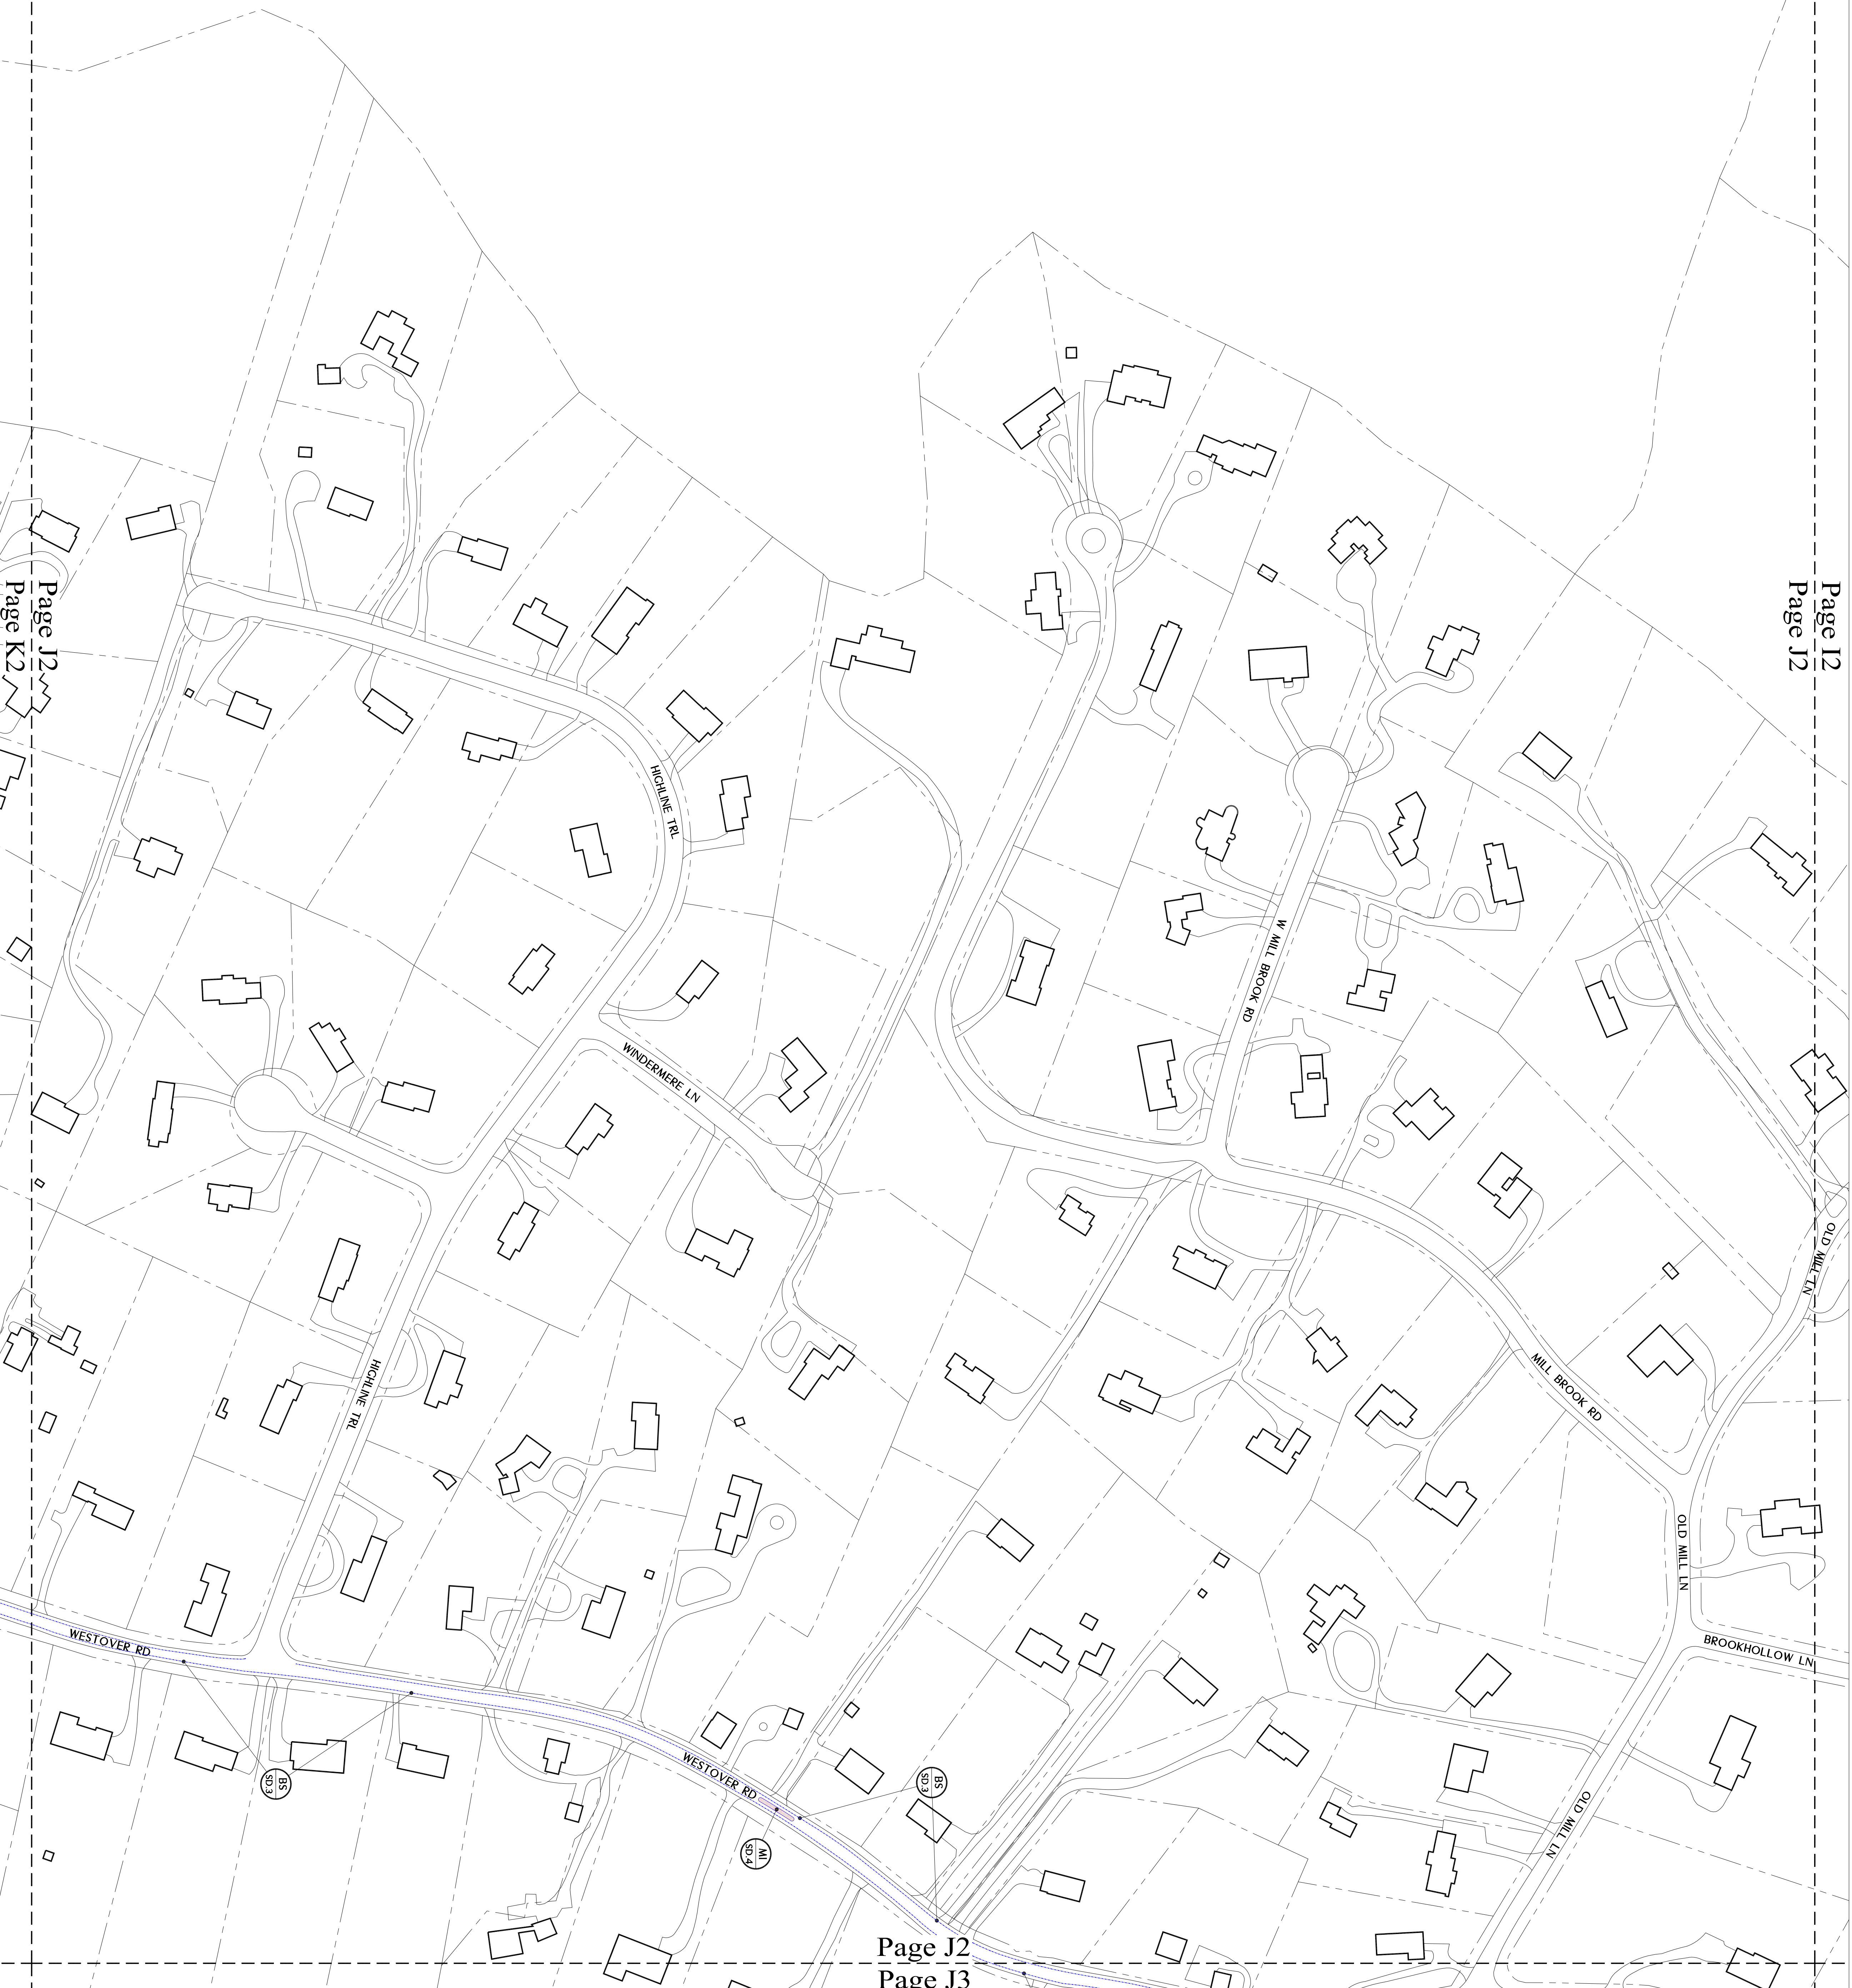 Page I2
Page J2
Page J2
Page K2
HIGHLINE TRL
W MILL BROOK RD
WINDERMERE LN
OLD MILL LN
MILL BROOK RD
HIGHLINE TRL
OLD MILL LN
WESTOVER RD
BROOKHOLLOW LN
WESTOVER RD
BS
SD.3
BS
SD.3
MI
SD.4
OLD MILL LN
Page J2
Page J3